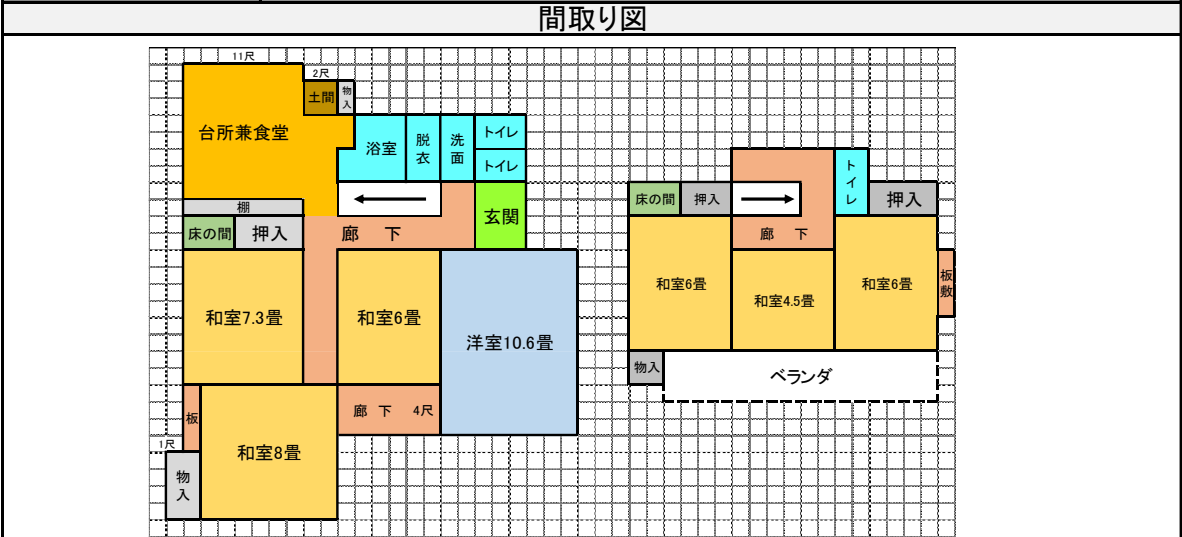 間取り図
11尺
2尺
土間
物入
台所兼食堂
浴室
脱衣
洗面
トイレ
トイレ
棚
床の間
押入
廊 下
玄関
和室7.3畳
和室6畳
洋室10.6畳
板
廊 下 4尺
1尺
和室8畳
物入
トイレ
床の間
押入
押入
廊 下
和室6畳
和室4.5畳
和室6畳
板敷
物入
ベランダ